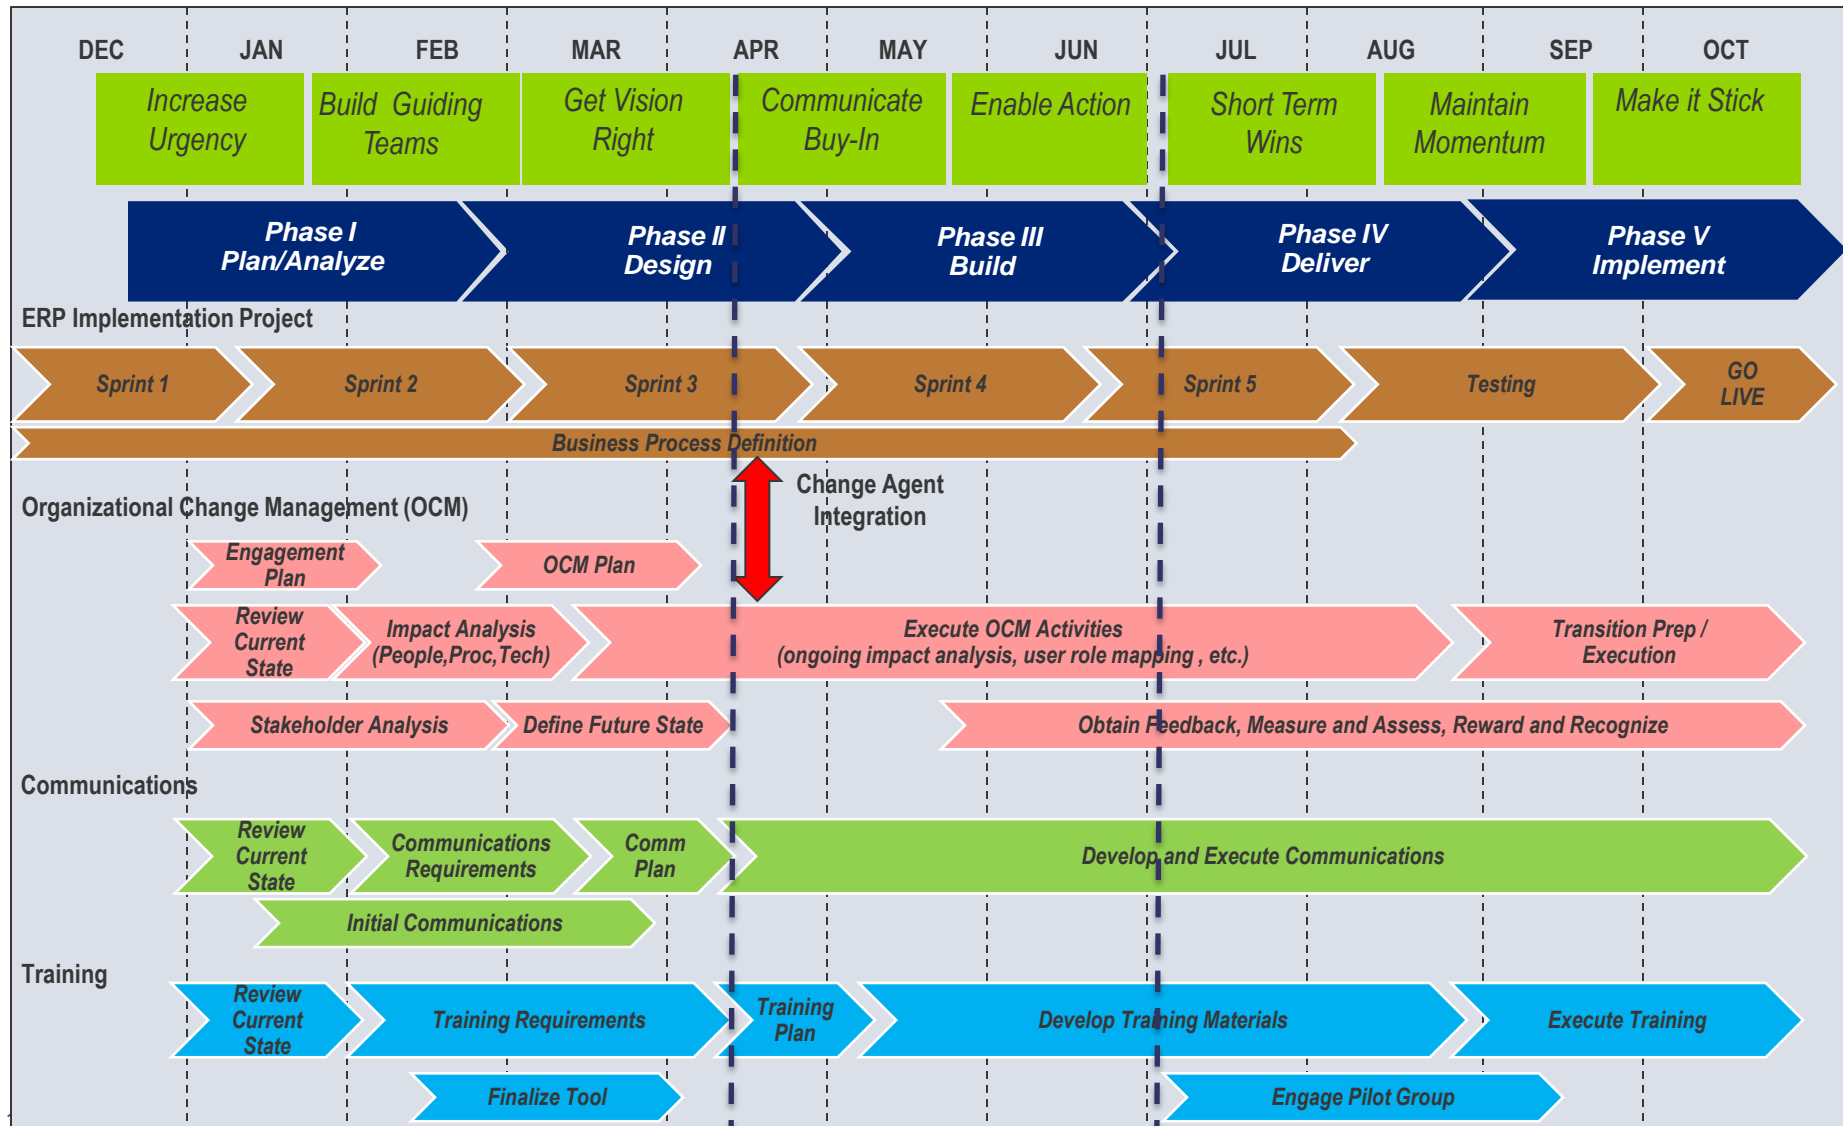 DEC JAN FEB MAR APR MAY JUN JUL AUG SEP OCT
Increase
Urgency
Build Guiding
Teams
Get Vision
Right
Communicate
Buy-In
Enable Action
Short Term
Wins
Maintain
Momentum
Make it Stick
Phase I
Plan/Analyze
Phase II
Design
Phase III
Build
Phase IV
Deliver
Phase V
Implement
ERP Implementation Project
Sprint 1
Sprint 2
Sprint 3
Sprint 4
Sprint 5
Testing
GO
LIVE
Business Process Definition
Change Agent
Integration
Organizational Change Management (OCM)
Engagement
Plan
OCM Plan
Review
Current
State
Impact Analysis
(People,Proc,Tech)
Execute OCM Activities
(ongoing impact analysis, user role mapping , etc.)
Transition Prep /
Execution
Stakeholder Analysis
Define Future State
Obtain Feedback, Measure and Assess, Reward and Recognize
Communications
Review
Current
State
Communications
Requirements
Comm
Plan
Develop and Execute Communications
Initial Communications
Training
Review
Current
State
Training Requirements
Training
Plan
Develop Training Materials
Execute Training
Finalize Tool
Engage Pilot Group